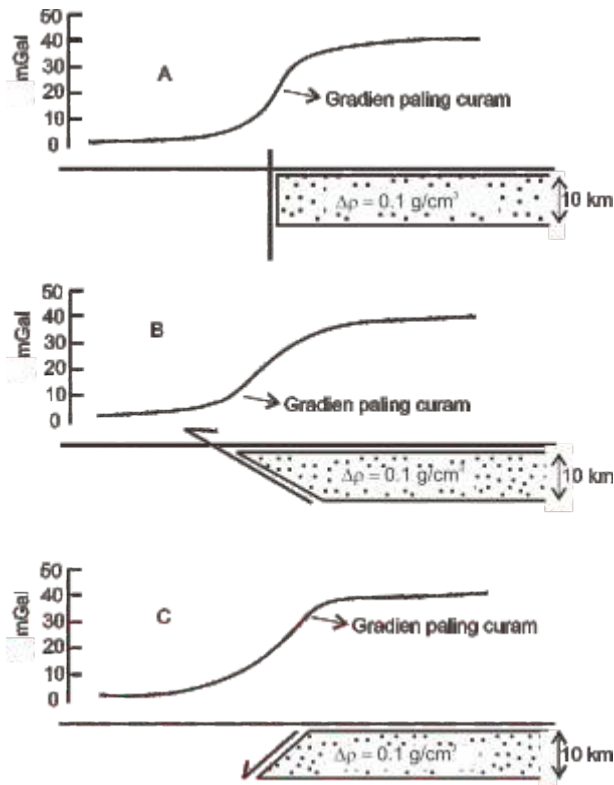 50
40
30
20
10
0
mGal
A
Gradien paling curam
Δρ = 0.1 g/cm³
10 km
50
40
30
20
10
0
mGal
B
Gradien paling curam
Δρ = 0.1 g/cm³
10 km
50
40
30
20
10
0
mGal
C
Gradien paling curam
Δρ = 0.1 g/cm³
10 km